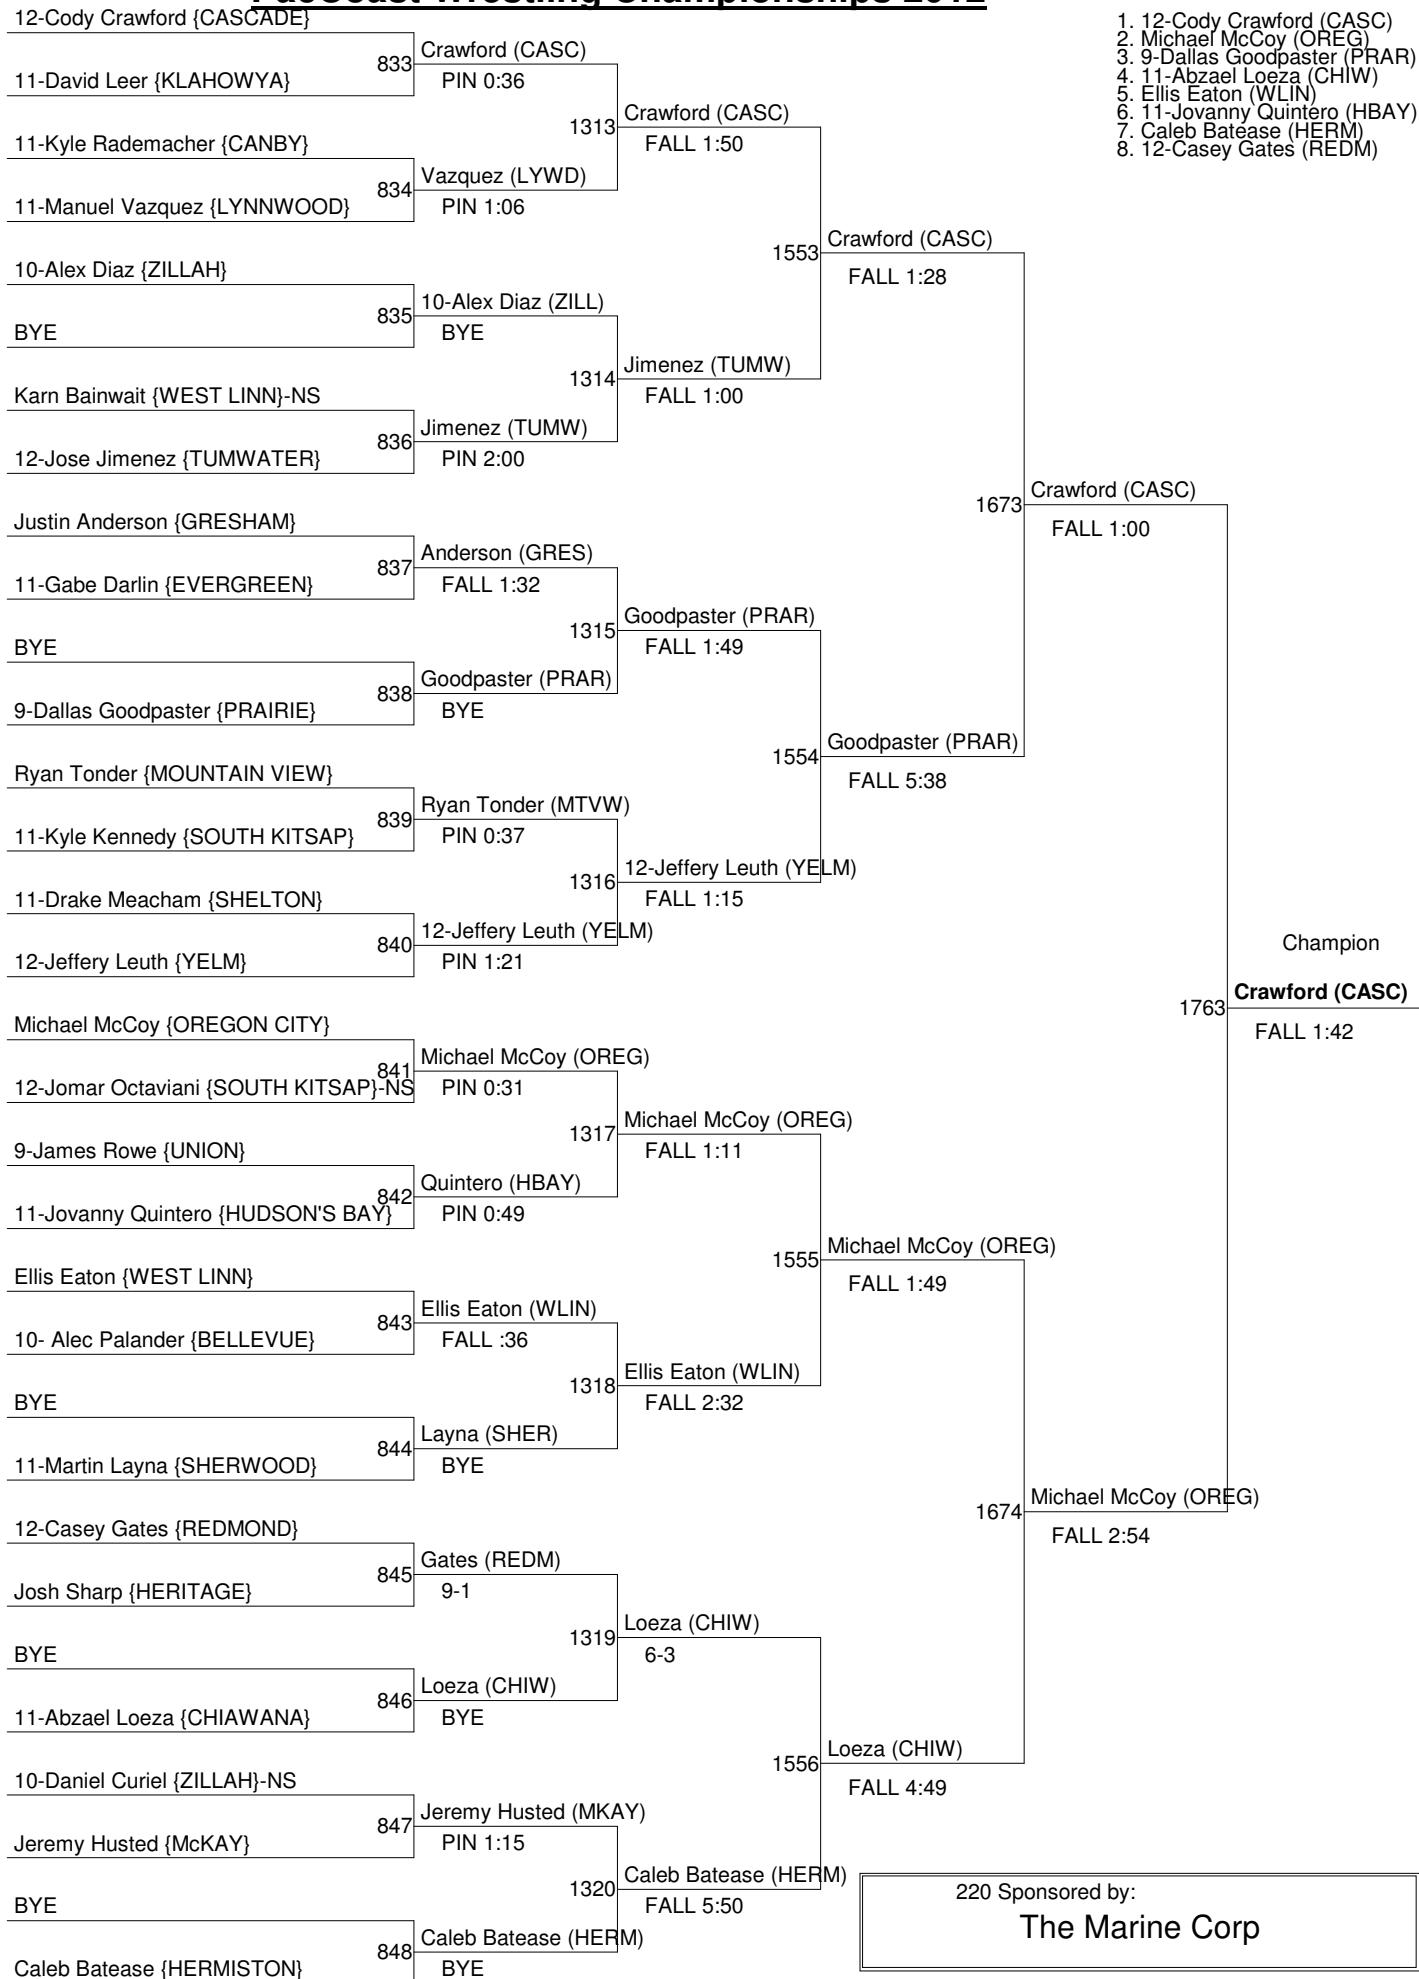 PacCoast Wrestling Championships 2012
12-Cody Crawford {CASCADE}
833
Crawford (CASC)
11-David Leer {KLAHOWYA}
PIN 0:36
1313
Crawford (CASC)
FALL 1:50
11-Kyle Rademacher {CANBY}
834
Vazquez (LYWD)
11-Manuel Vazquez {LYNNWOOD}
PIN 1:06
1553
Crawford (CASC)
FALL 1:28
10-Alex Diaz {ZILLAH}
835
10-Alex Diaz (ZILL)
BYE
BYE
1314
Jimenez (TUMW)
FALL 1:00
Karn Bainwait {WEST LINN}-NS
836
Jimenez (TUMW)
12-Jose Jimenez {TUMWATER}
PIN 2:00
1673
Crawford (CASC)
FALL 1:00
Justin Anderson {GRESHAM}
837
Anderson (GRES)
11-Gabe Darlin {EVERGREEN}
FALL 1:32
1315
Goodpaster (PRAR)
FALL 1:49
BYE
838
Goodpaster (PRAR)
9-Dallas Goodpaster {PRAIRIE}
BYE
1554
Goodpaster (PRAR)
FALL 5:38
Ryan Tonder {MOUNTAIN VIEW}
839
Ryan Tonder (MTVW)
11-Kyle Kennedy {SOUTH KITSAP}
PIN 0:37
1316
12-Jeffery Leuth (YELM)
FALL 1:15
11-Drake Meacham {SHELTON}
840
12-Jeffery Leuth (YELM)
12-Jeffery Leuth {YELM}
PIN 1:21
Champion
1763
Crawford (CASC)
FALL 1:42
Michael McCoy {OREGON CITY}
841
Michael McCoy (OREG)
12-Jomar Octaviani {SOUTH KITSAP}-NS
PIN 0:31
1317
Michael McCoy (OREG)
FALL 1:11
9-James Rowe {UNION}
842
Quintero (HBAY)
11-Jovanny Quintero {HUDSON'S BAY}
PIN 0:49
1555
Michael McCoy (OREG)
FALL 1:49
Ellis Eaton {WEST LINN}
843
Ellis Eaton (WLIN)
10- Alec Palander {BELLEVUE}
FALL :36
1318
Ellis Eaton (WLIN)
FALL 2:32
BYE
844
Layna (SHER)
11-Martin Layna {SHERWOOD}
BYE
1674
Michael McCoy (OREG)
FALL 2:54
12-Casey Gates {REDMOND}
845
Gates (REDM)
Josh Sharp {HERITAGE}
9-1
1319
Loeza (CHIW)
6-3
BYE
846
Loeza (CHIW)
11-Abzael Loeza {CHIAWANA}
BYE
1556
Loeza (CHIW)
FALL 4:49
10-Daniel Curiel {ZILLAH}-NS
847
Jeremy Husted (MKAY)
Jeremy Husted {McKAY}
PIN 1:15
1320
Caleb Batease (HERM)
FALL 5:50
BYE
848
Caleb Batease (HERM)
Caleb Batease {HERMISTON}
BYE
1. 12-Cody Crawford (CASC)
2. Michael McCoy (OREG)
3. 9-Dallas Goodpaster (PRAR)
4. 11-Abzael Loeza (CHIW)
5. Ellis Eaton (WLIN)
6. 11-Jovanny Quintero (HBAY)
7. Caleb Batease (HERM)
8. 12-Casey Gates (REDM)
220 Sponsored by:
The Marine Corp